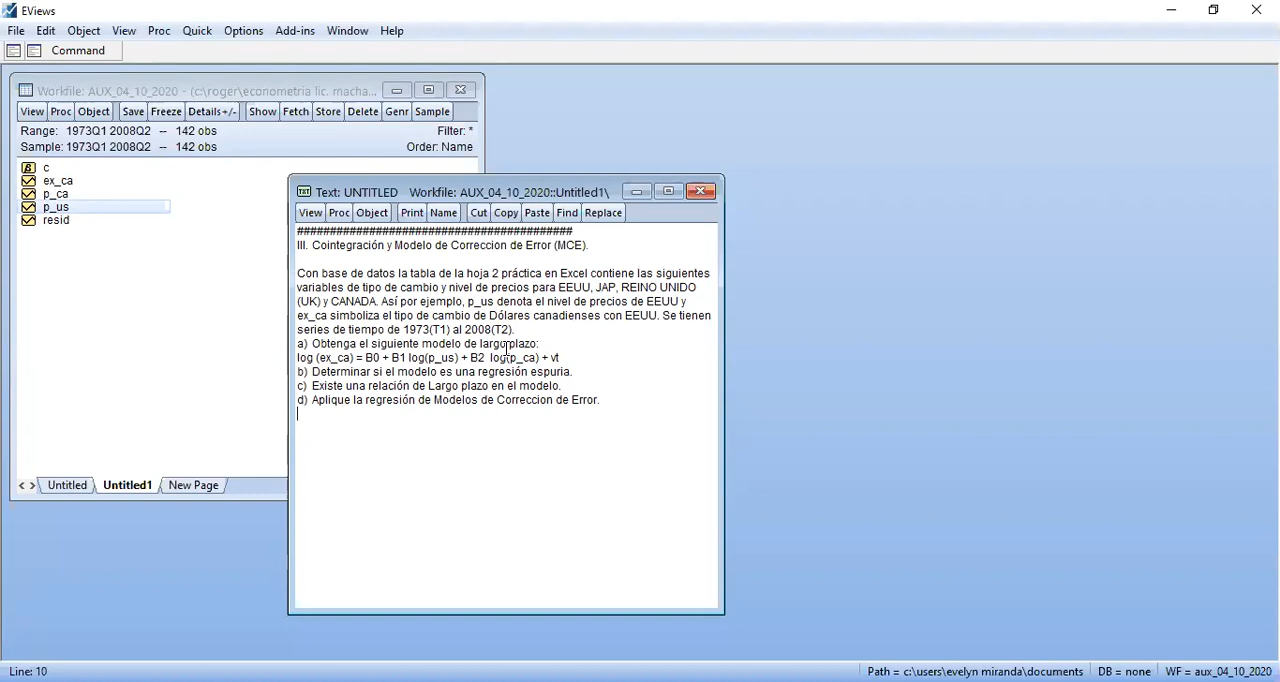 EViews
File Edit Object View Proc Quick Options Add-ins Window Help
Command
Workfile: AUX_04_10_2020 - (c:\roger\econometria lic. macha...
View Proc Object Save Freeze Details+/- Show Fetch Store Delete Genr Sample
Range: 1973Q1 2008Q2 -- 142 obs Filter: *
Sample: 1973Q1 2008Q2 -- 142 obs Order: Name
c
ex_ca
p_ca
p_us
resid
Untitled Untitled1 New Page
Text: UNTITLED Workfile: AUX_04_10_2020::Untitled1\
View Proc Object Print Name Cut Copy Paste Find Replace
##########################################
III. Cointegración y Modelo de Correccion de Error (MCE).
Con base de datos la tabla de la hoja 2 práctica en Excel contiene las siguientes
variables de tipo de cambio y nivel de precios para EEUU, JAP, REINO UNIDO
(UK) y CANADA. Así por ejemplo, p_us denota el nivel de precios de EEUU y
ex_ca simboliza el tipo de cambio de Dólares canadienses con EEUU. Se tienen
series de tiempo de 1973(T1) al 2008(T2).
a) Obtenga el siguiente modelo de largo plazo:
log (ex_ca) = B0 + B1 log(p_us) + B2 log(p_ca) + vt
b) Determinar si el modelo es una regresión espuria.
c) Existe una relación de Largo plazo en el modelo.
d) Aplique la regresión de Modelos de Correccion de Error.
Line: 10
Path = c:\users\evelyn miranda\documents DB = none WF = aux_04_10_2020